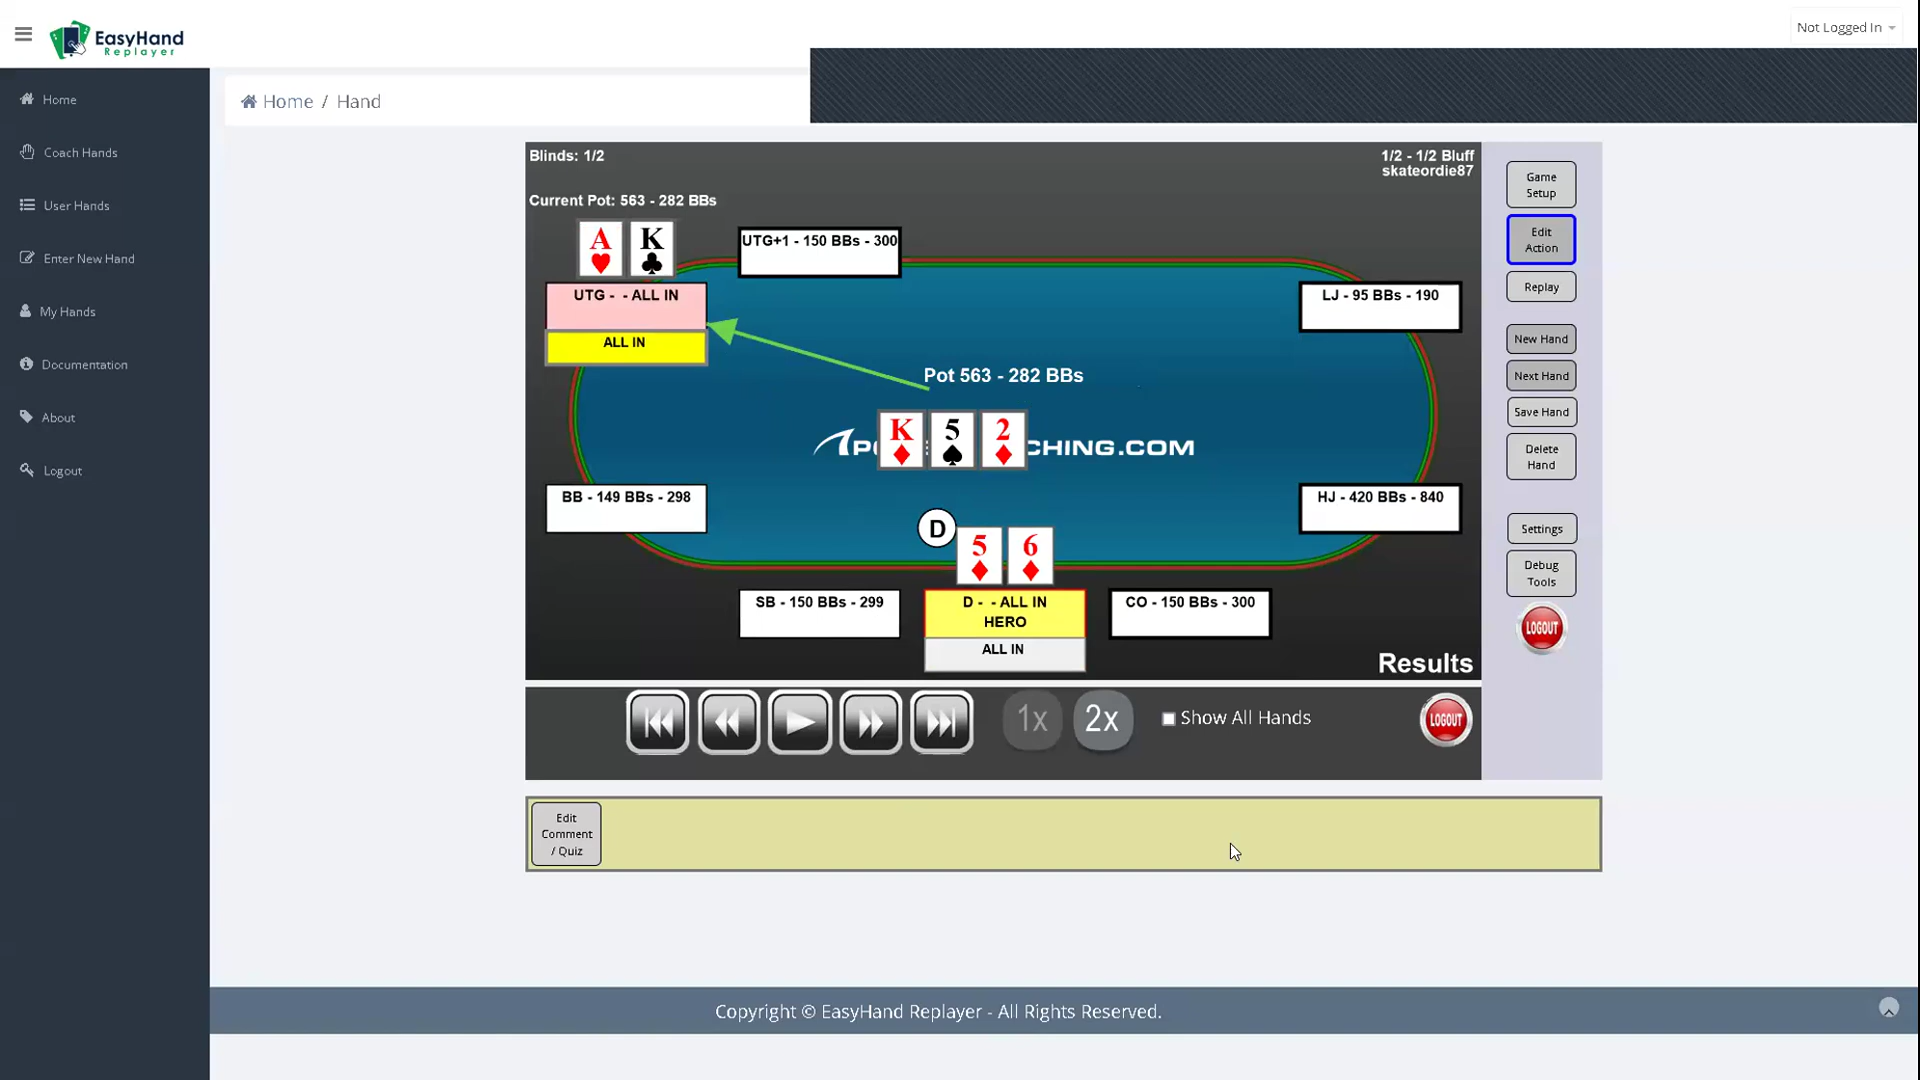 EasyHand
Replayer
Not Logged In
Home / Hand
Home
Coach Hands
User Hands
Enter New Hand
My Hands
Documentation
About
Logout
Blinds: 1/2
1/2 - 1/2 Bluff
skateordie87
Current Pot: 563 - 282 BBs
A K
UTG+1 - 150 BBs - 300
UTG - - ALL IN
ALL IN
LJ - 95 BBs - 190
Pot 563 - 282 BBs
K 5 2
CHING.COM
BB - 149 BBs - 298
HJ - 420 BBs - 840
D
5 6
SB - 150 BBs - 299
D - - ALL IN
HERO
ALL IN
CO - 150 BBs - 300
Results
1x
2x
Show All Hands
LOGOUT
Game
Setup
Edit
Action
Replay
New Hand
Next Hand
Save Hand
Delete
Hand
Settings
Debug
Tools
LOGOUT
Edit
Comment
/ Quiz
Copyright © EasyHand Replayer - All Rights Reserved.